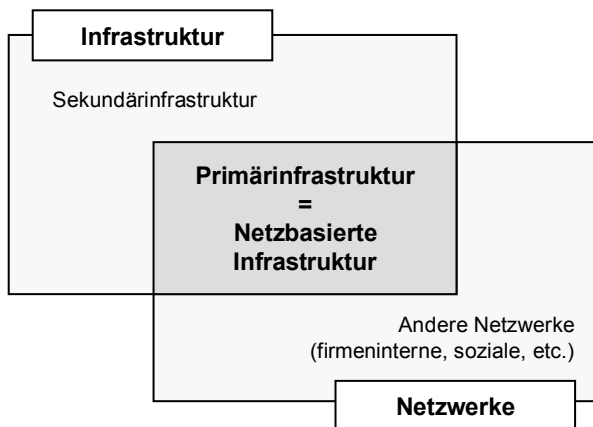 Infrastruktur
Sekundärinfrastruktur
Primärinfrastruktur
=
Netzbasierte
Infrastruktur
Andere Netzwerke
(firmeninterne, soziale, etc.)
Netzwerke